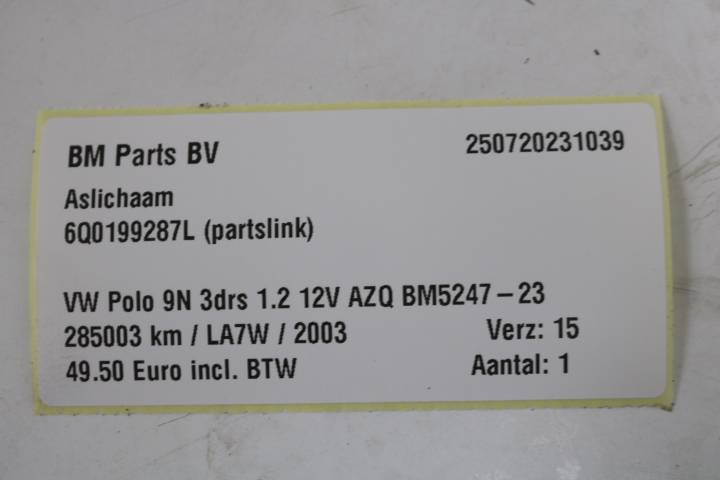 BM Parts BV 250720231039
Aslichaam
6Q0199287L (partslink)
VW Polo 9N 3drs 1.2 12V AZQ BM5247-23
285003 km / LA7W / 2003 Verz: 15
49.50 Euro incl. BTW Aantal: 1